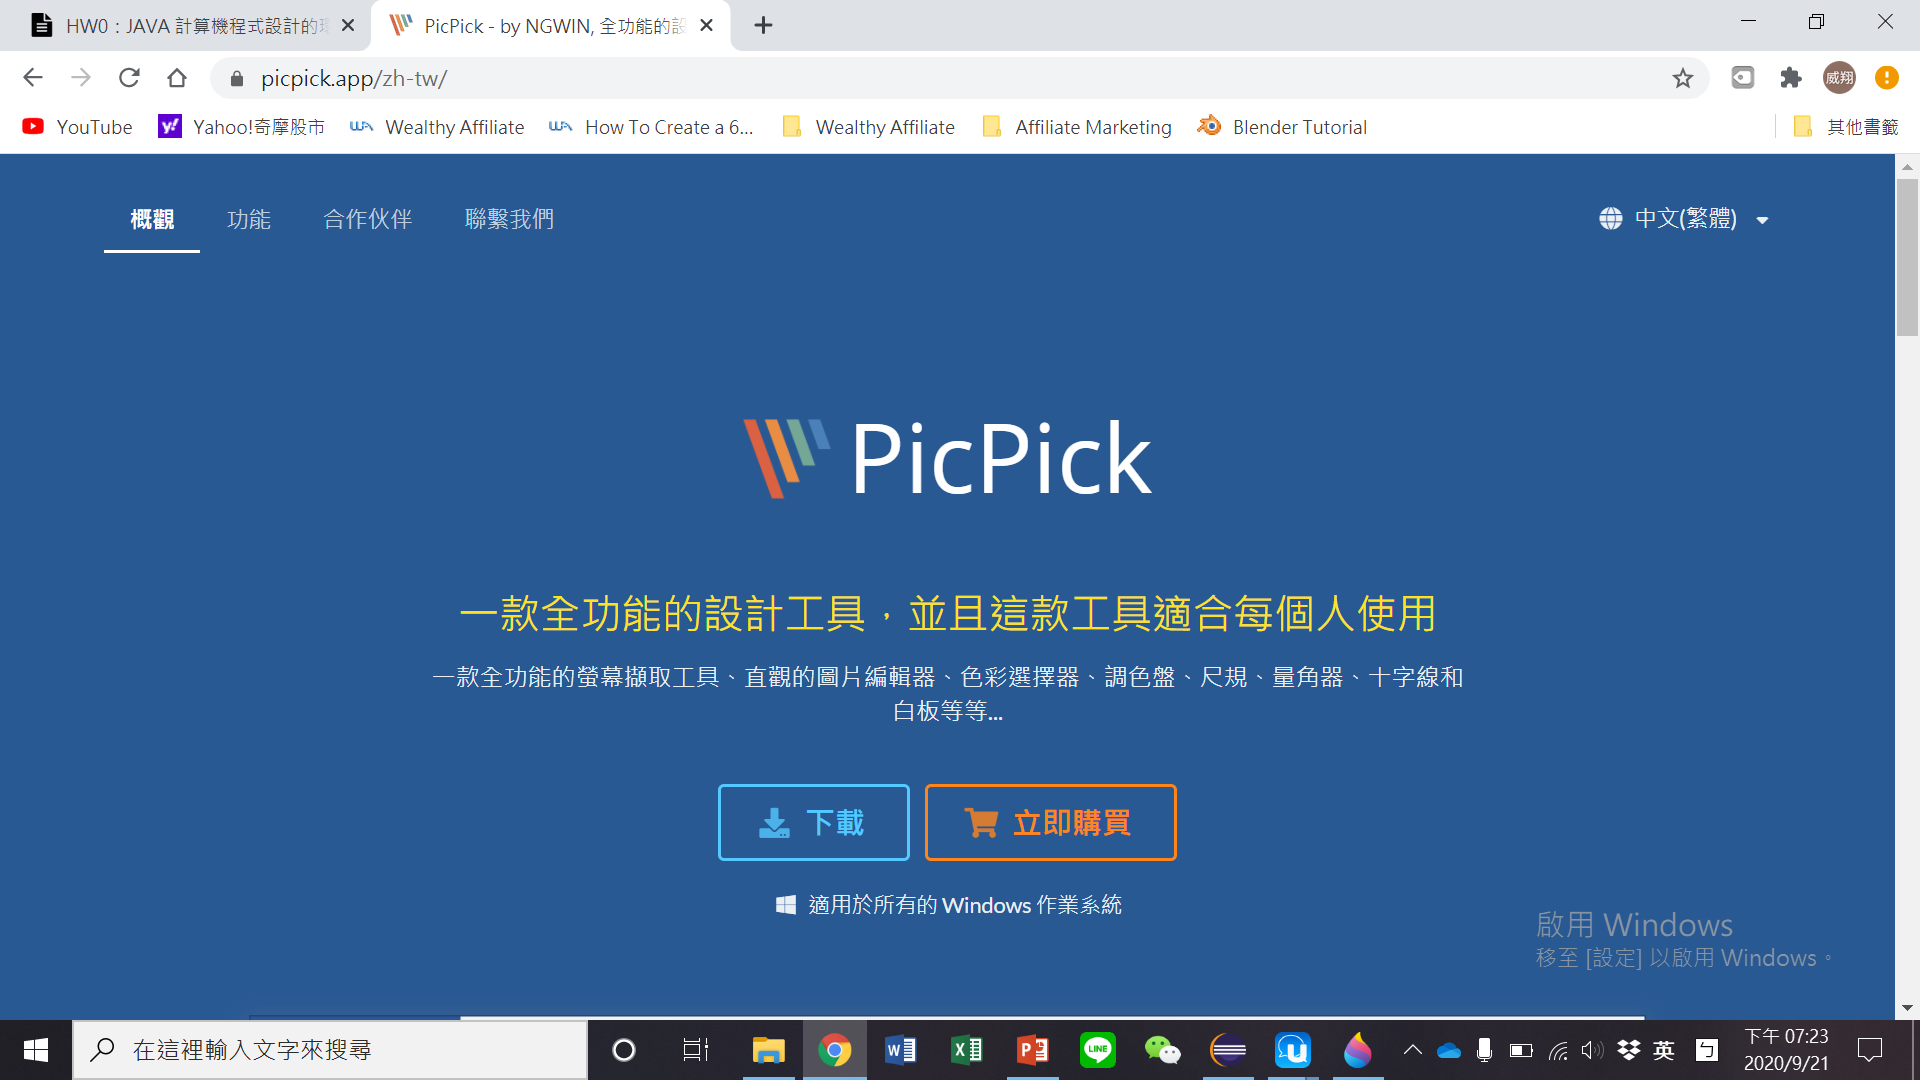 HW0：JAVA 計算機程式設計的
PicPick - by NGWIN, 全功能的設
picpick.app/zh-tw/
威翔
YouTube
Yahoo!奇摩股市
Wealthy Affiliate
How To Create a 6...
Wealthy Affiliate
Affiliate Marketing
Blender Tutorial
其他書籤
概觀
功能
合作伙伴
聯繫我們
中文(繁體)
PicPick
一款全功能的設計工具，並且這款工具適合每個人使用
一款全功能的螢幕擷取工具、直觀的圖片編輯器、色彩選擇器、調色盤、尺規、量角器、十字線和
白板等等...
下載
立即購買
適用於所有的 Windows 作業系統
啟用 Windows
移至 [設定] 以啟用 Windows。
在這裡輸入文字來搜尋
LINE
英
ㄅ
下午 07:23
2020/9/21